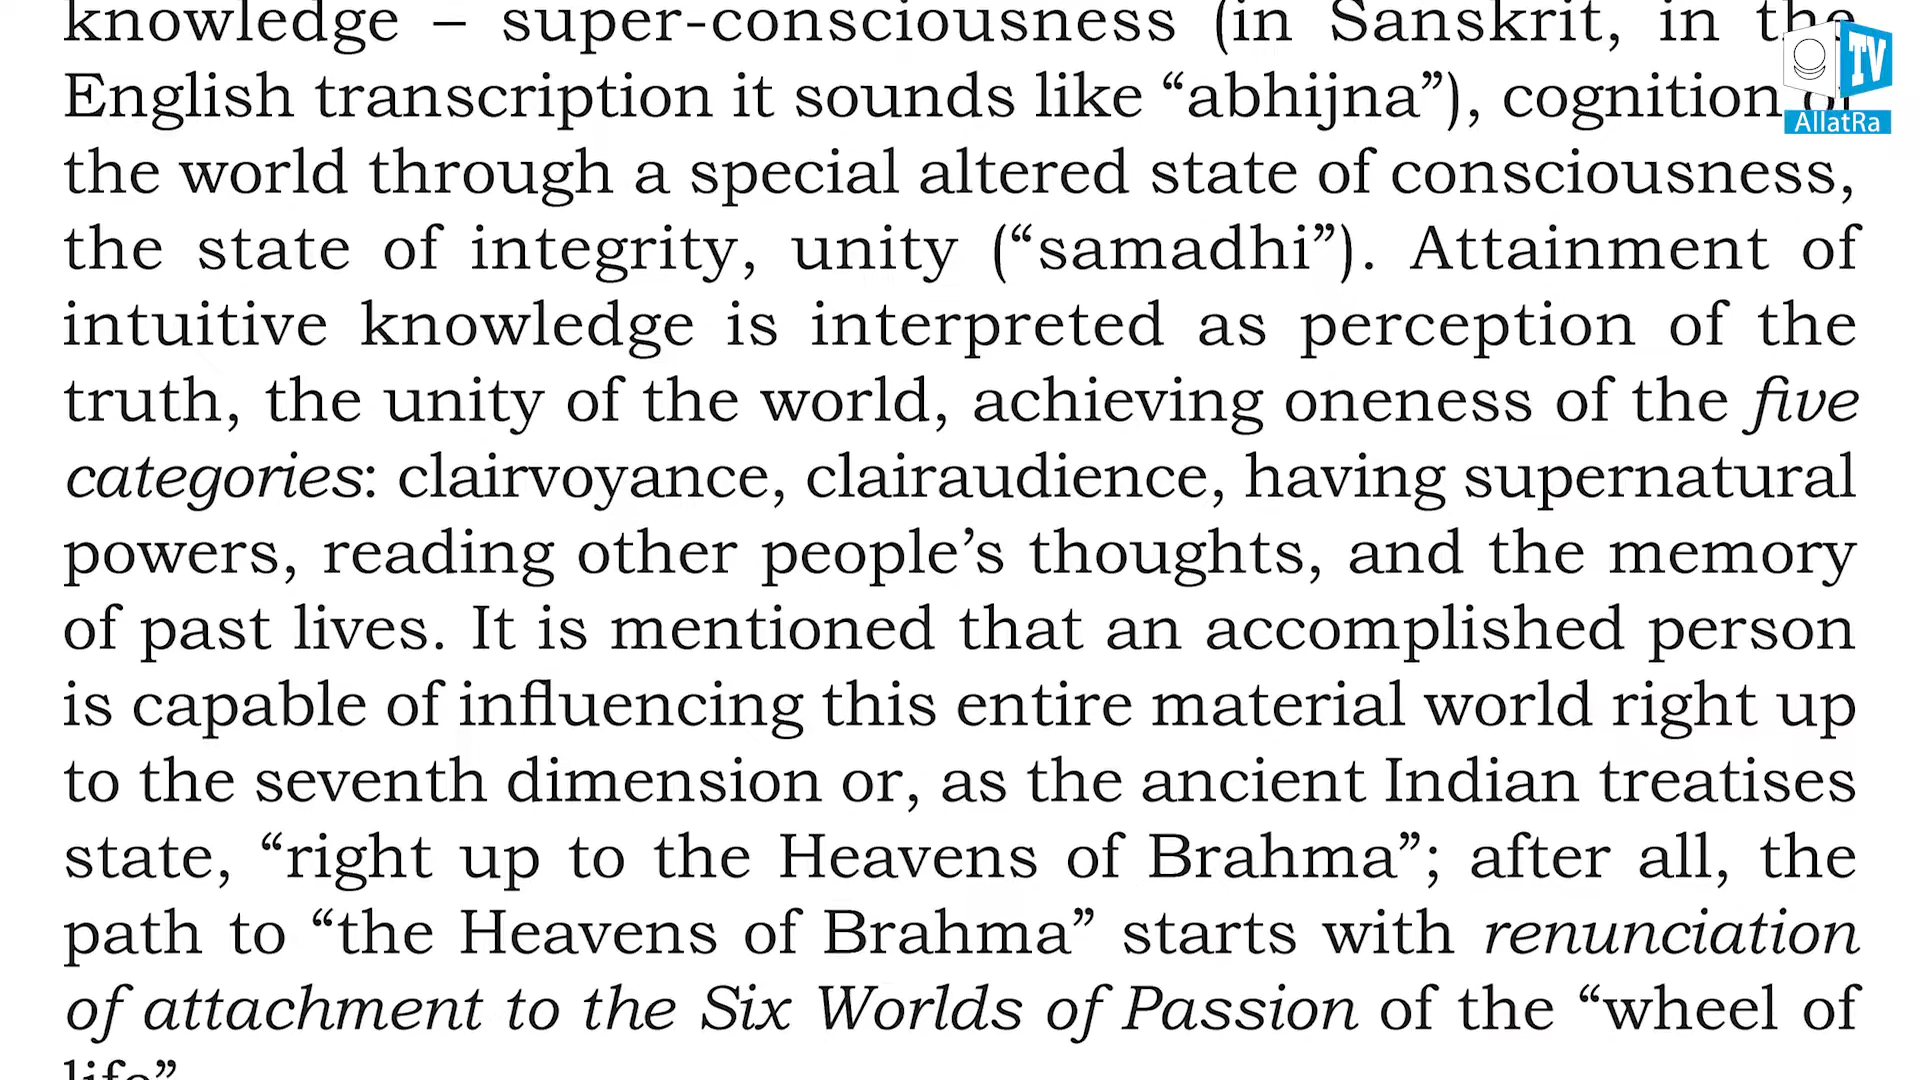 knowledge – super-consciousness (in Sanskrit, in the
English transcription it sounds like “abhijna”), cognition of
the world through a special altered state of consciousness,
the state of integrity, unity (“samadhi”). Attainment of
intuitive knowledge is interpreted as perception of the
truth, the unity of the world, achieving oneness of the five
categories: clairvoyance, clairaudience, having supernatural
powers, reading other people’s thoughts, and the memory
of past lives. It is mentioned that an accomplished person
is capable of influencing this entire material world right up
to the seventh dimension or, as the ancient Indian treatises
state, “right up to the Heavens of Brahma”; after all, the
path to “the Heavens of Brahma” starts with renunciation
of attachment to the Six Worlds of Passion of the “wheel of
life”
TV
AllatRa